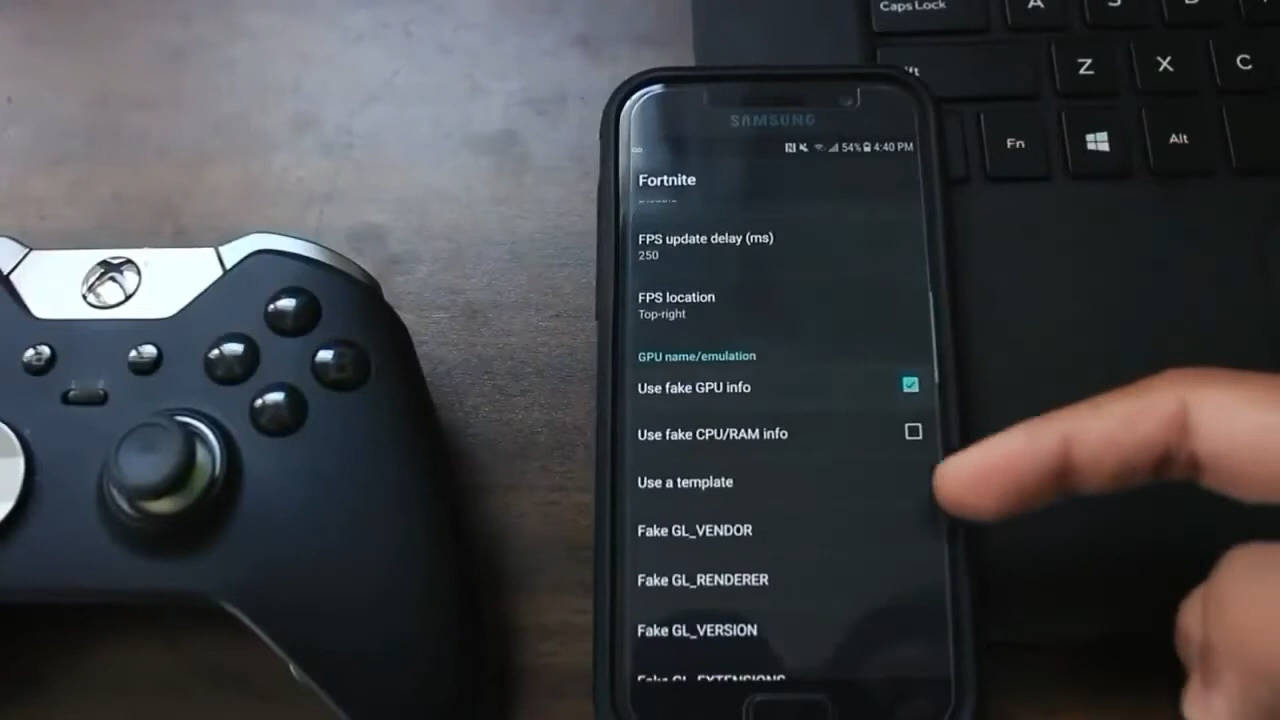 Caps Lock
A
Z
X
C
Fn
Alt
SAMSUNG
54% 4:40 PM
Fortnite
FPS update delay (ms)
250
FPS location
Top-right
GPU name/emulation
Use fake GPU info
Use fake CPU/RAM info
Use a template
Fake GL_VENDOR
Fake GL_RENDERER
Fake GL_VERSION
Fake GL_EXTENSIONS